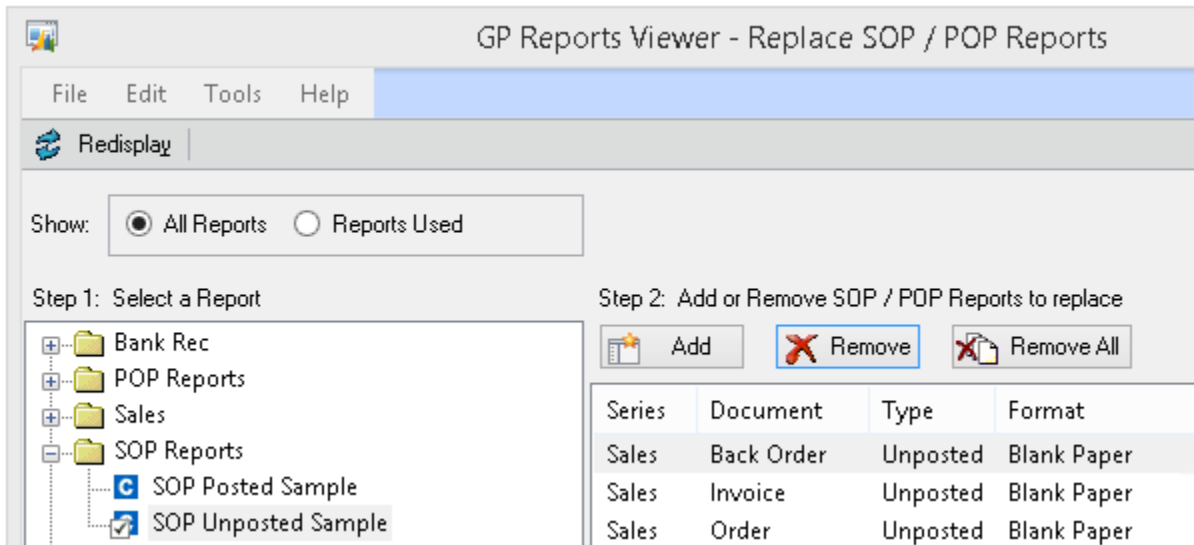 GP Reports Viewer - Replace SOP / POP Reports
File Edit Tools Help
Redisplay
Show: All Reports Reports Used
Step 1: Select a Report
Bank Rec
POP Reports
Sales
SOP Reports
C SOP Posted Sample
SOP Unposted Sample
Step 2: Add or Remove SOP / POP Reports to replace
Add Remove Remove All
Series Document Type Format
Sales Back Order Unposted Blank Paper
Sales Invoice Unposted Blank Paper
Sales Order Unposted Blank Paper